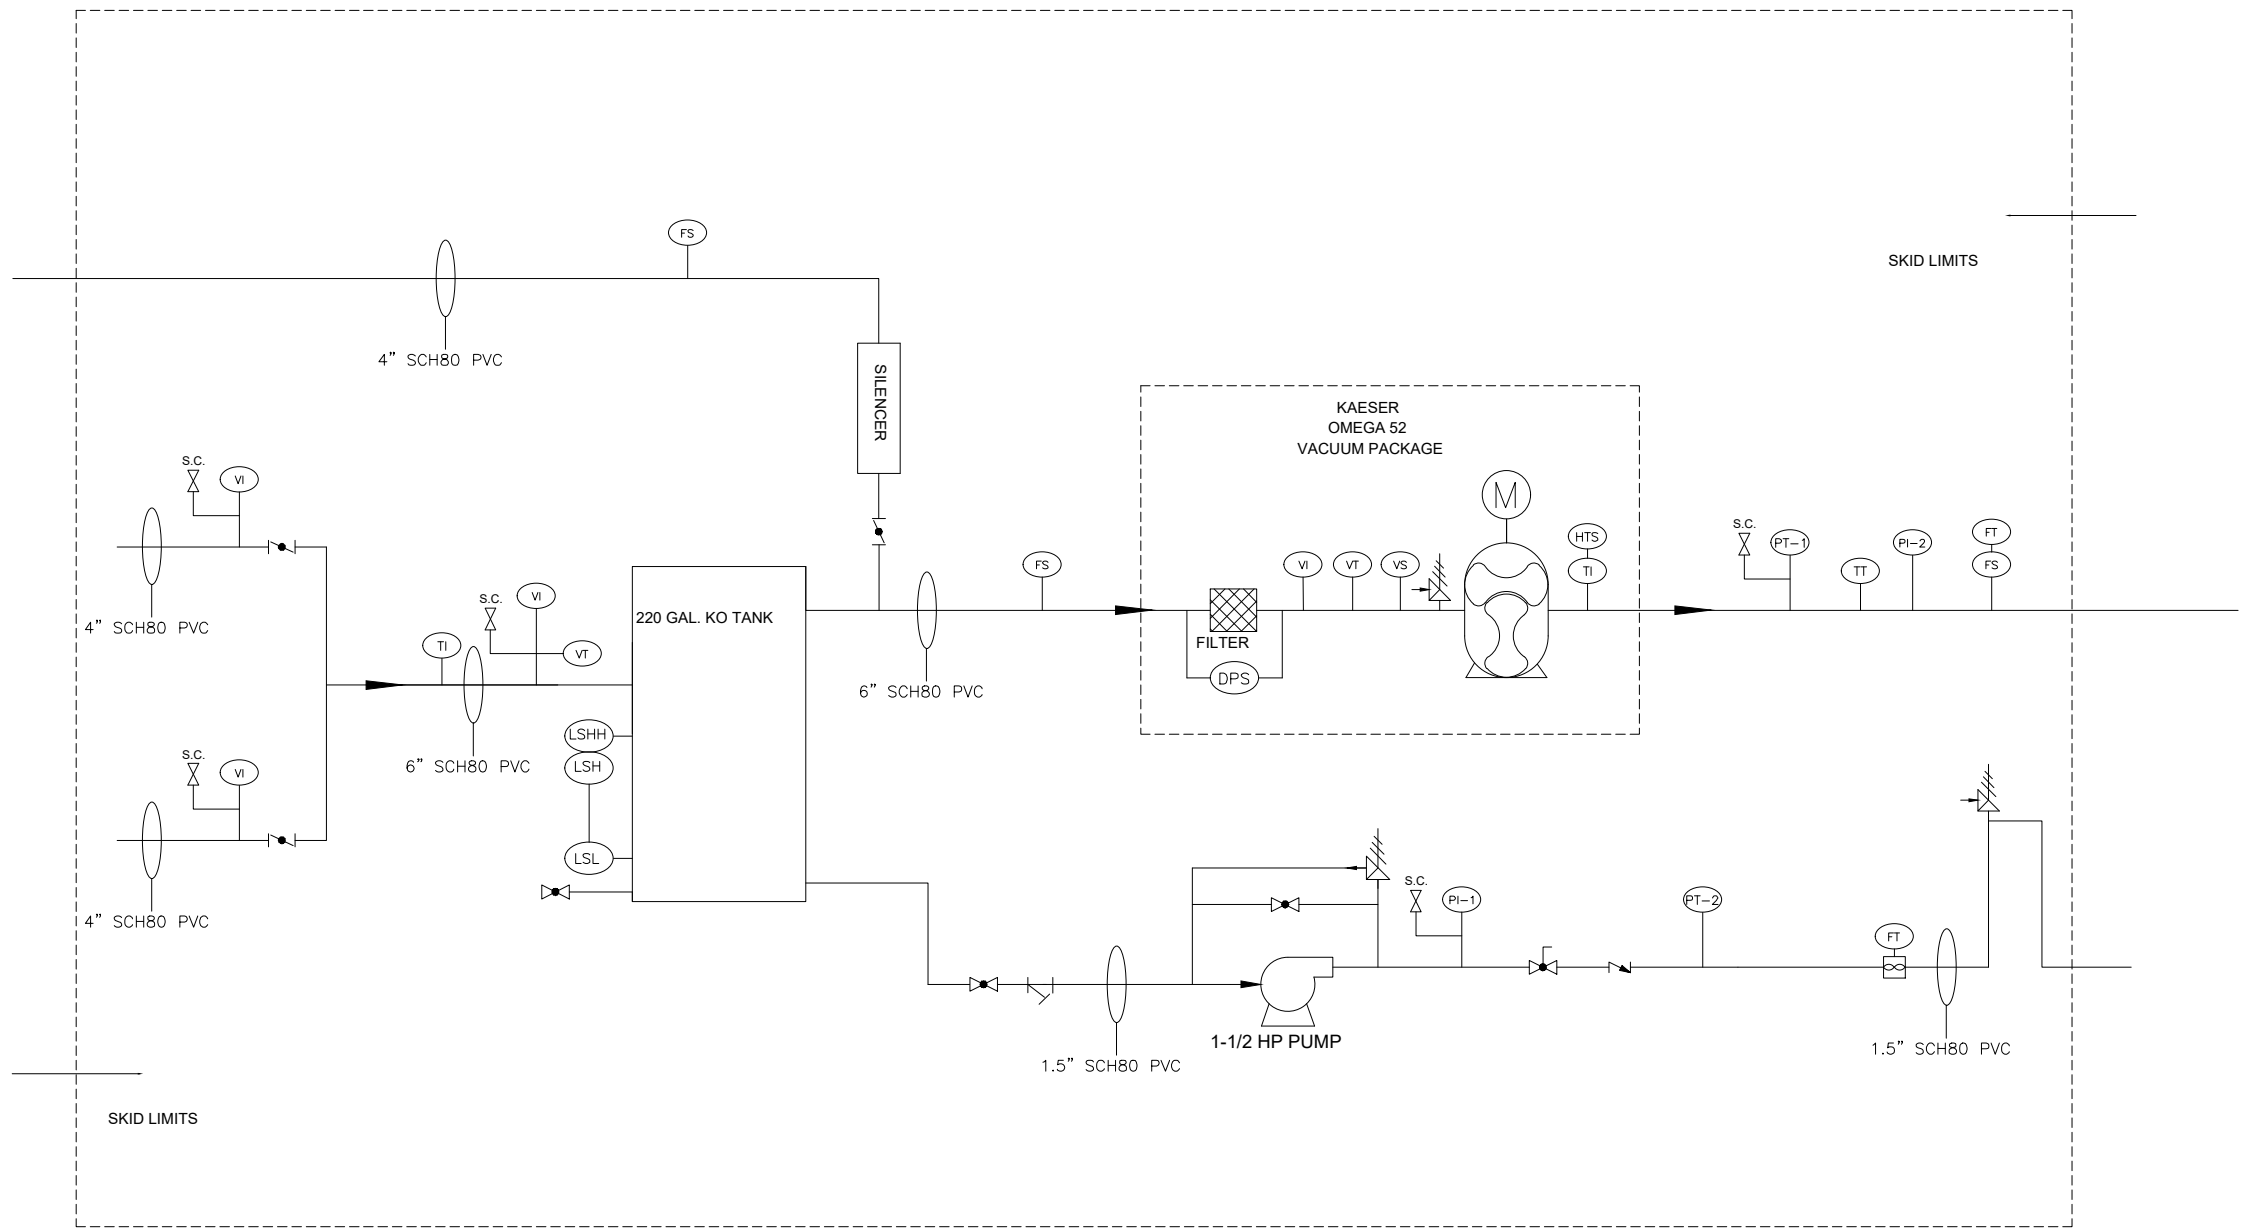 FS
SKID LIMITS
4” SCH80 PVC
SILENCER
KAESER
OMEGA 52
VACUUM PACKAGE
S.C.
VI
M
4” SCH80 PVC
S.C.
VI
TI
VT
220 GAL. KO TANK
6” SCH80 PVC
FS
6” SCH80 PVC
FILTER
DPS
VI
VT
VS
HTS
TI
S.C.
PT-1
TT
PI-2
FT
FS
LSHH
LSH
LSL
S.C.
VI
4” SCH80 PVC
S.C.
PI-1
PT-2
FT
1-1/2 HP PUMP
1.5” SCH80 PVC
1.5” SCH80 PVC
SKID LIMITS